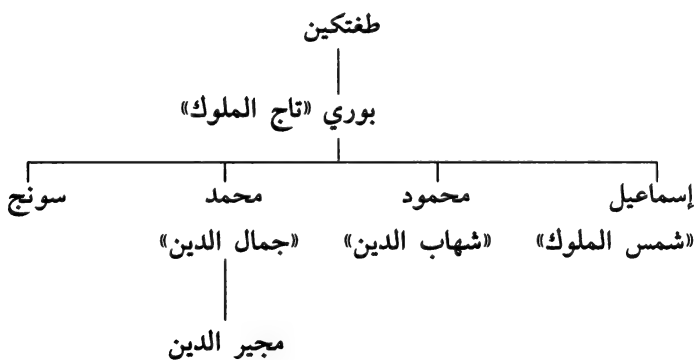 طغتكين
بوري «تاج الملوك»
إسماعيل محمود محمد سونج
«شمس الملوك» «شهاب الدين» «جمال الدين»
مجير الدين